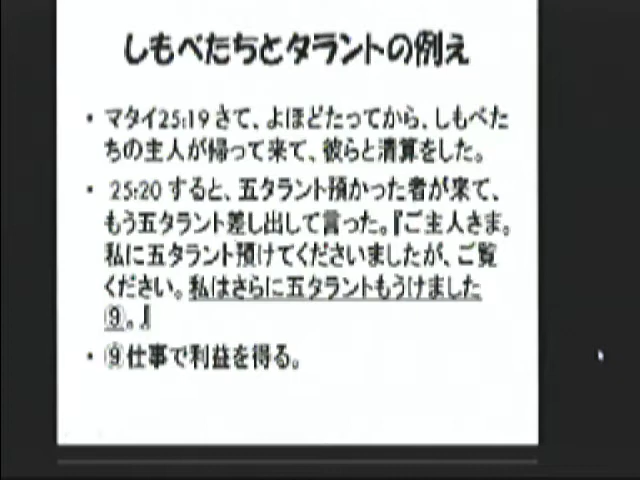 しもべたちとタラントの例え
• マタイ25:19 さて、よほどたってから、しもべた
ちの主人が帰って来て、彼らと清算をした。
• 25:20 すると、五タラント預かった者が来て、
もう五タラント差し出して言った。『ご主人さま。
私に五タラント預けてくださいましたが、ご覧
ください。私はさらに五タラントもうけました
⑨。』
• ⑨仕事で利益を得る。